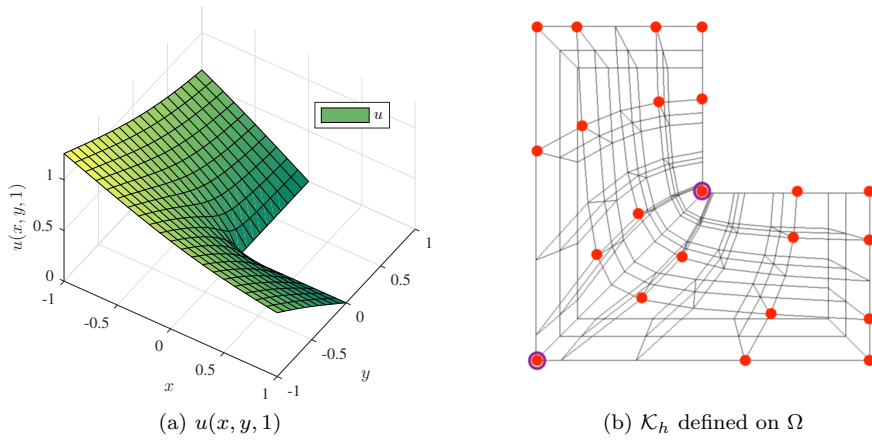 u
u(x, y, 1)
1
0.5
0
-1
-0.5
0
0.5
1
x
-1
-0.5
0
0.5
1
y
(a) u(x, y, 1)
(b) 𝒦h defined on Ω